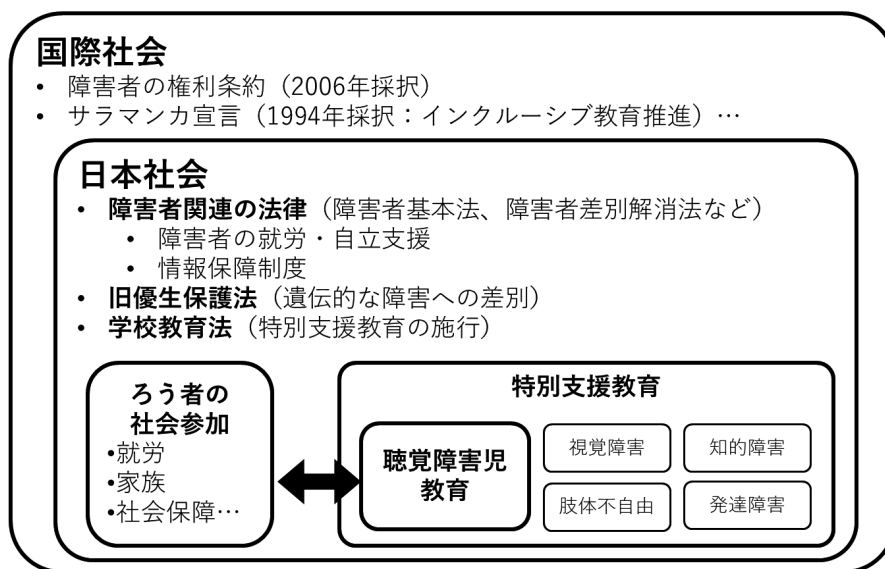 国際社会
• 障害者の権利条約（2006年採択）
• サラマンカ宣言（1994年採択：インクルーシブ教育推進）…
日本社会
• 障害者関連の法律（障害者基本法、障害者差別解消法など）
• 障害者の就労・自立支援
• 情報保障制度
• 旧優生保護法（遺伝的な障害への差別）
• 学校教育法（特別支援教育の施行）
ろう者の
社会参加
•就労
•家族
•社会保障…
特別支援教育
聴覚障害児
教育
視覚障害
知的障害
肢体不自由
発達障害